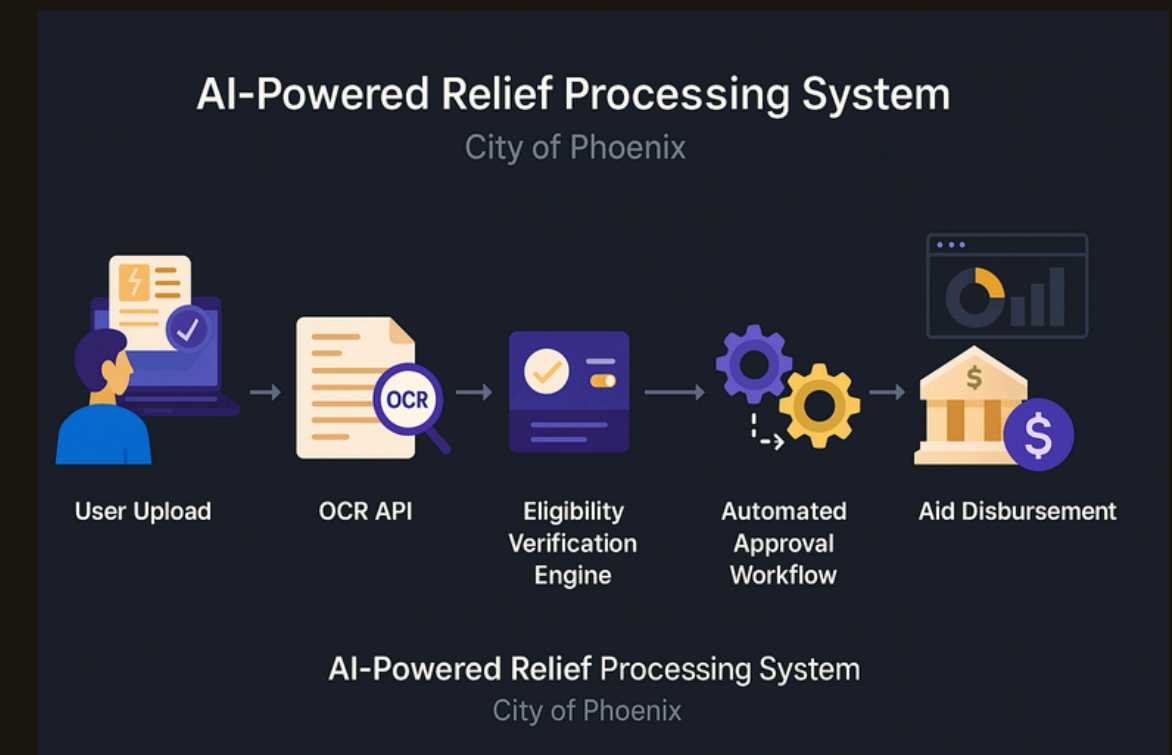 AI-Powered Relief Processing System
City of Phoenix
$
OCR
$
User Upload
OCR API
Eligibility
Verification
Engine
Automated
Approval
Workflow
Aid Disbursement
AI-Powered Relief Processing System
City of Phoenix